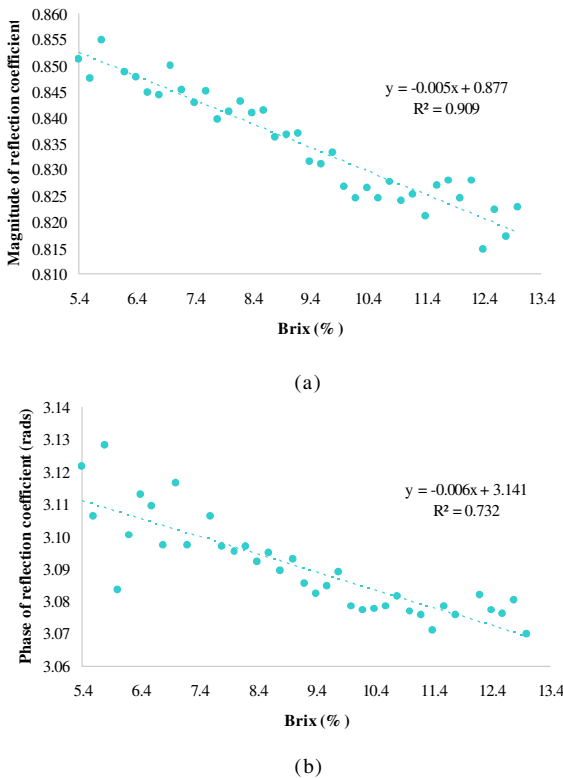 0.860
0.855
0.850
0.845
0.840
0.835
0.830
0.825
0.820
0.815
0.810
Magnitude of reflection coefficient
y = -0.005x + 0.877
R² = 0.909
5.4 6.4 7.4 8.4 9.4 10.4 11.4 12.4 13.4
Brix (% )
(a)
3.14
3.13
3.12
3.11
3.10
3.09
3.08
3.07
3.06
Phase of reflection coefficient (rads)
y = -0.006x + 3.141
R² = 0.732
5.4 6.4 7.4 8.4 9.4 10.4 11.4 12.4 13.4
Brix (% )
(b)